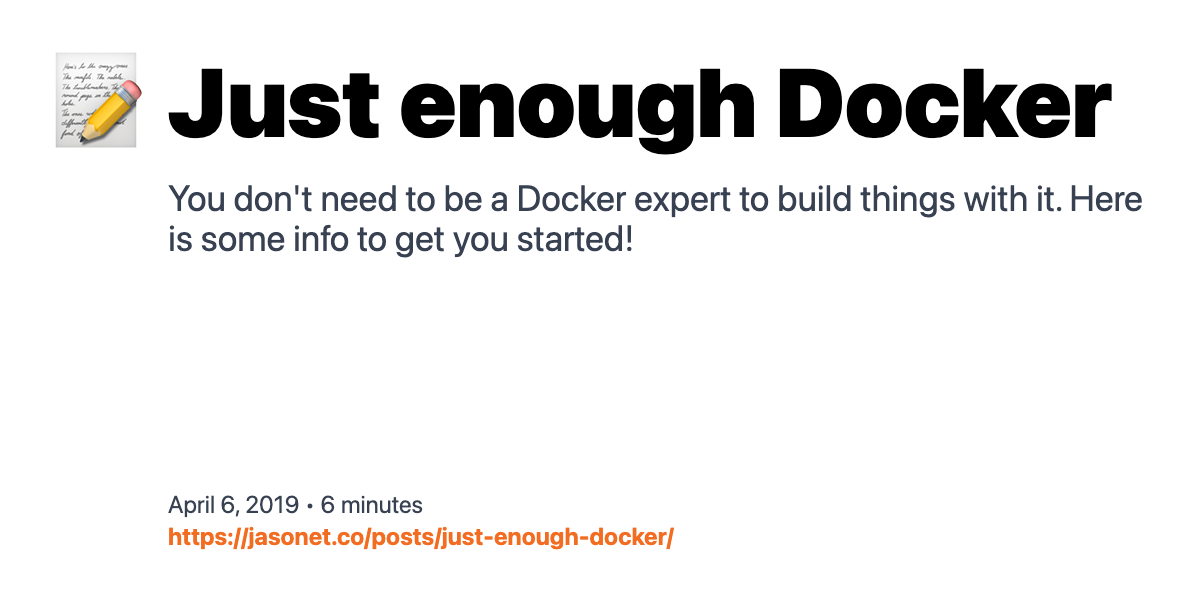 Just enough Docker
You don't need to be a Docker expert to build things with it. Here
is some info to get you started!
April 6, 2019 • 6 minutes
https://jasonet.co/posts/just-enough-docker/